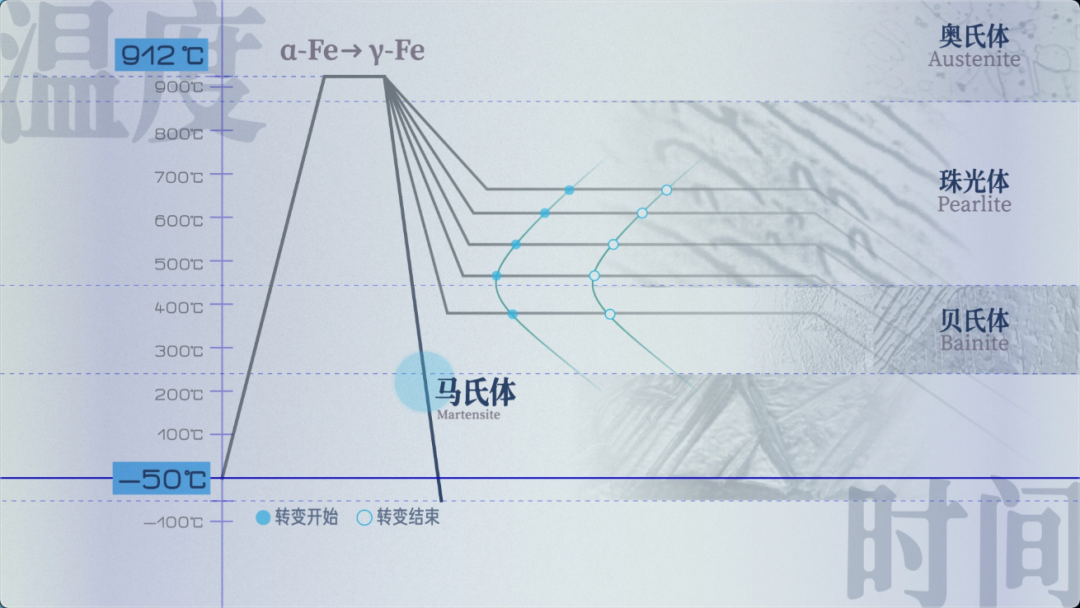 温度
912℃
α-Fe→ γ-Fe
奥氏体
Austenite
900℃
800℃
700℃
珠光体
Pearlite
600℃
500℃
400℃
贝氏体
Bainite
300℃
200℃
马氏体
Martensite
100℃
—50℃
—100℃
转变开始
转变结束
时间